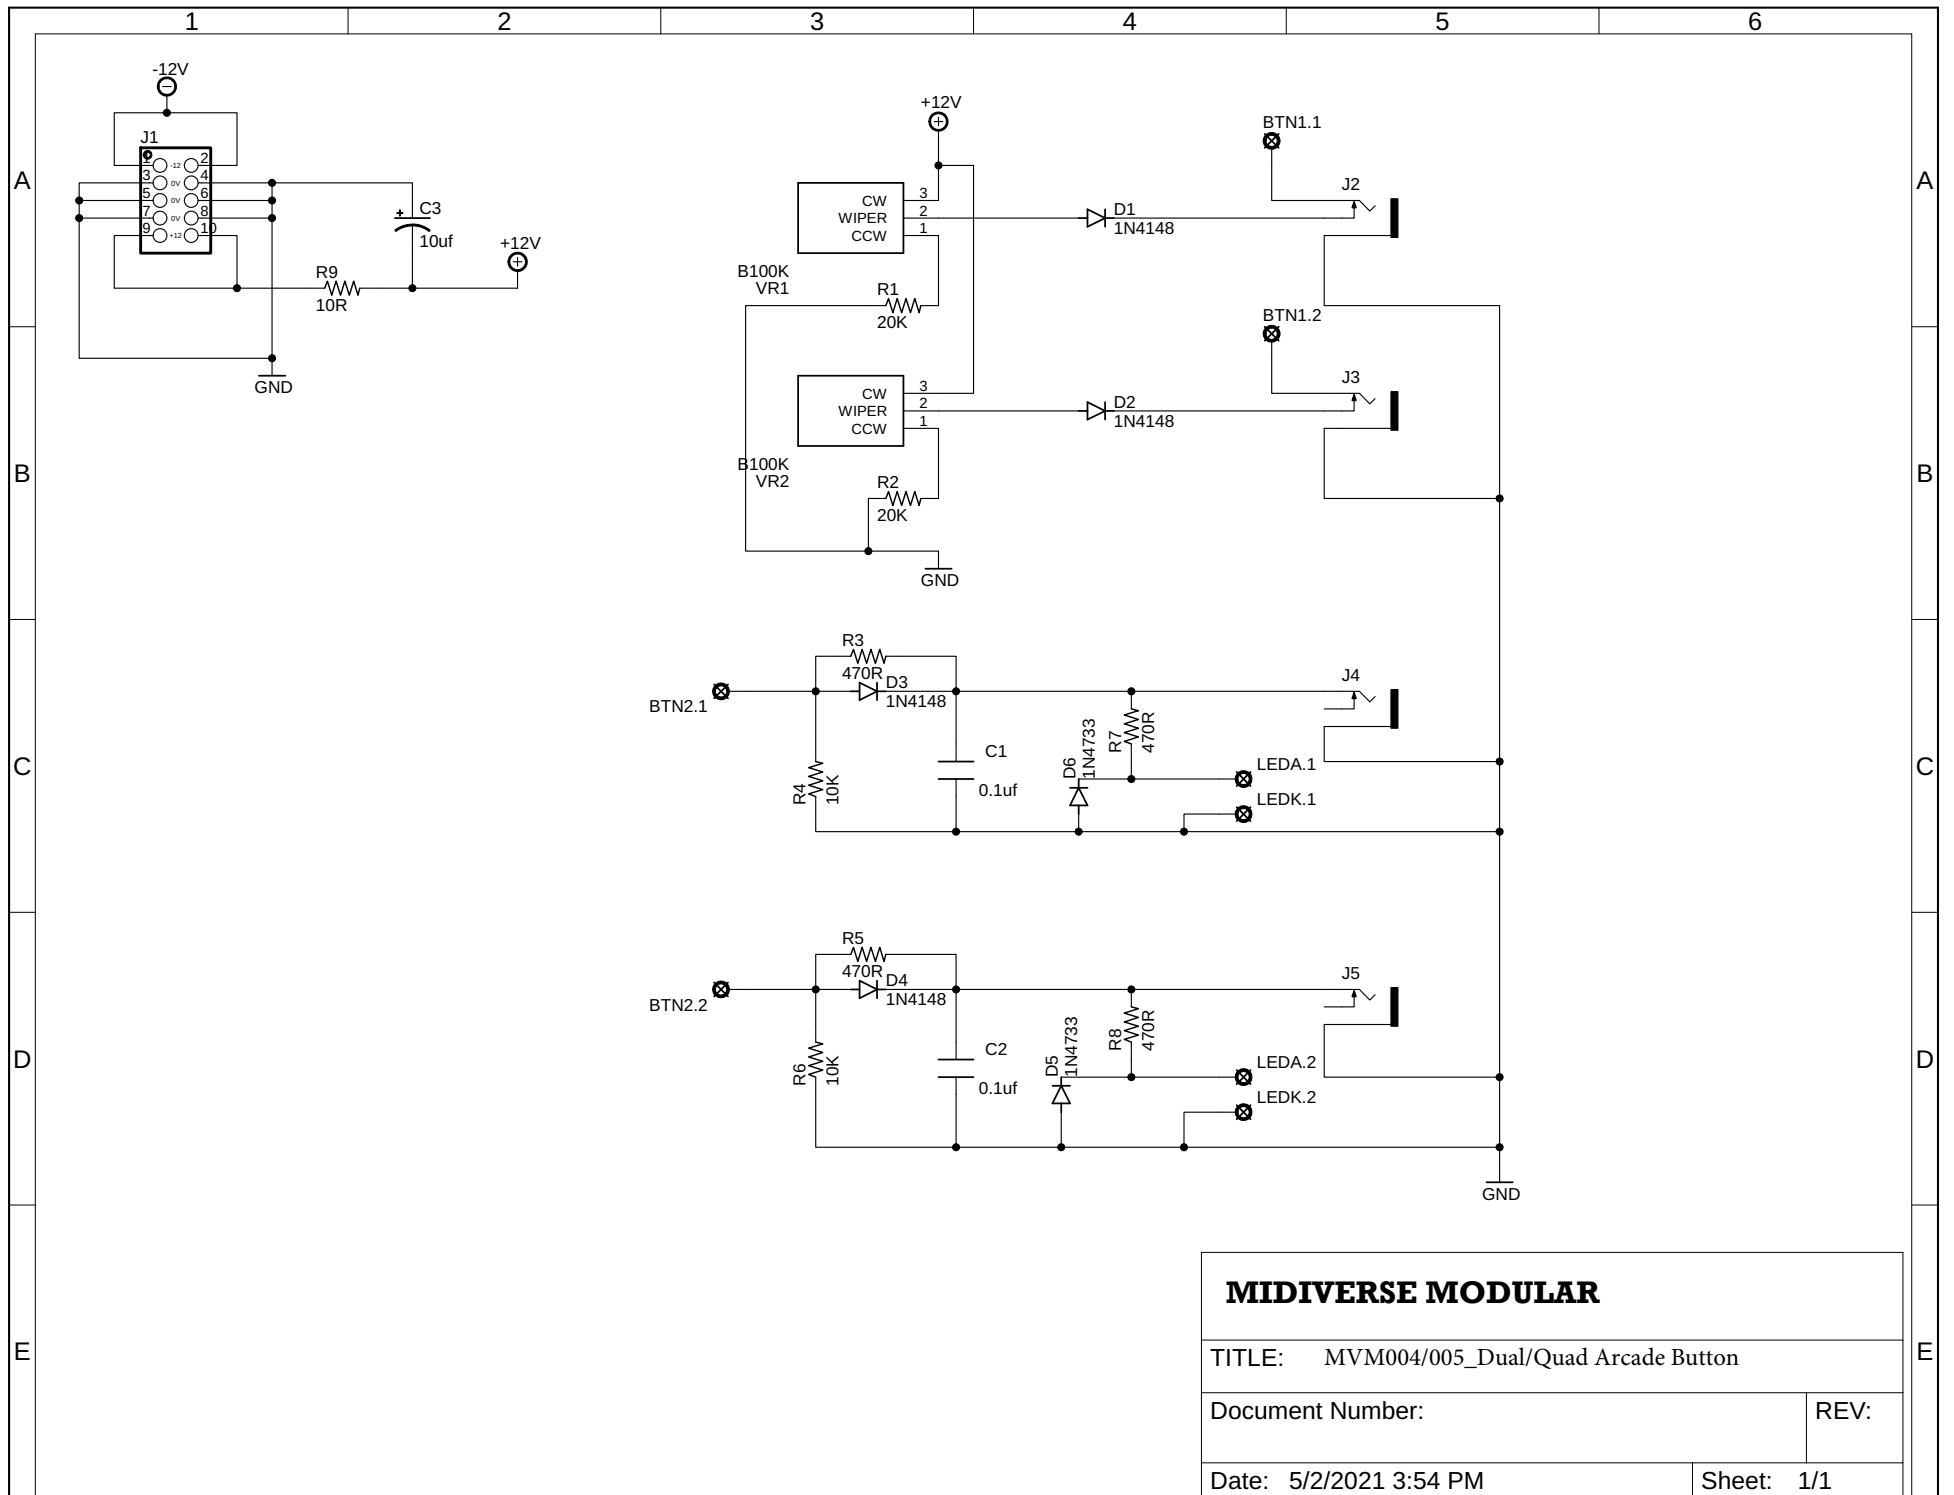 1 2 3 4 5 6
A
B
C
D
E
A
B
C
D
E
-12V
J1
1 -12 2
3 0V 4
5 0V 6
7 0V 8
9 +12 10
C3
10uf
+12V
R9
10R
GND
+12V
CW 3
WIPER 2
CCW 1
B100K
VR1
R1
20K
D1
1N4148
BTN1.1
J2
CW 3
WIPER 2
CCW 1
B100K
VR2
R2
20K
GND
D2
1N4148
BTN1.2
J3
BTN2.1
R3
470R
D3
1N4148
R4
10K
C1
0.1uf
D6
1N4733
R7
470R
LEDA.1
LEDK.1
J4
BTN2.2
R5
470R
D4
1N4148
R6
10K
C2
0.1uf
D5
1N4733
R8
470R
LEDA.2
LEDK.2
J5
GND
MIDIVERSE MODULAR
TITLE: MVM004/005_Dual/Quad Arcade Button
Document Number: REV:
Date: 5/2/2021 3:54 PM Sheet: 1/1